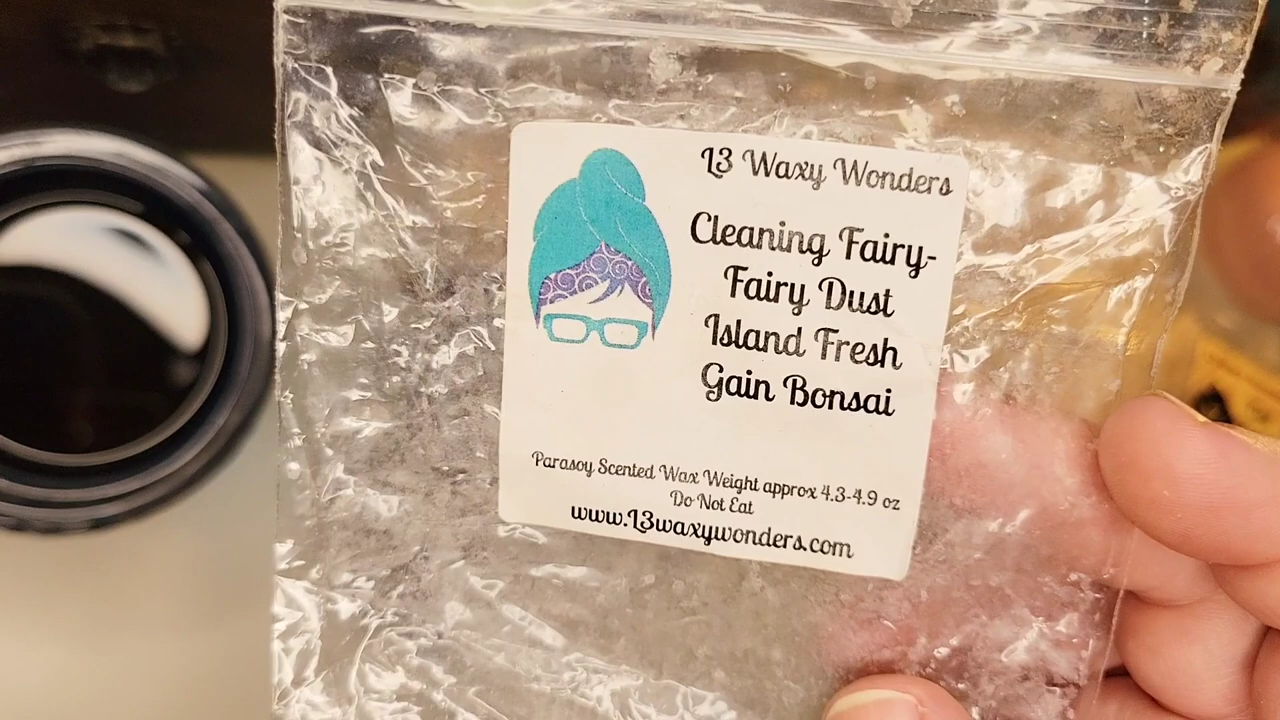 L3 Waxy Wonders
Cleaning Fairy-
Fairy Dust
Island Fresh
Gain Bonsai
Parasoy Scented Wax Weight approx 4.3-4.9 oz
Do Not Eat
www.L3waxywonders.com